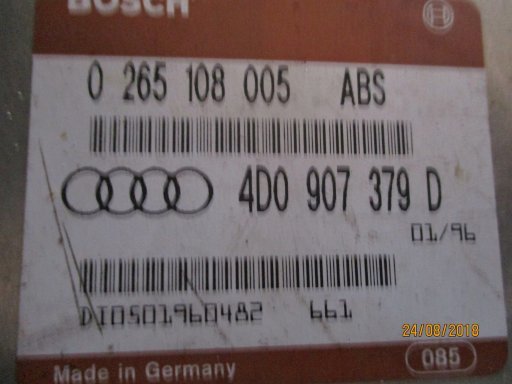 BOSCH
0 265 108 005 ABS
4D0 907 379 D
01/96
DI0501960482 661
24/08/2018
Made in Germany 085